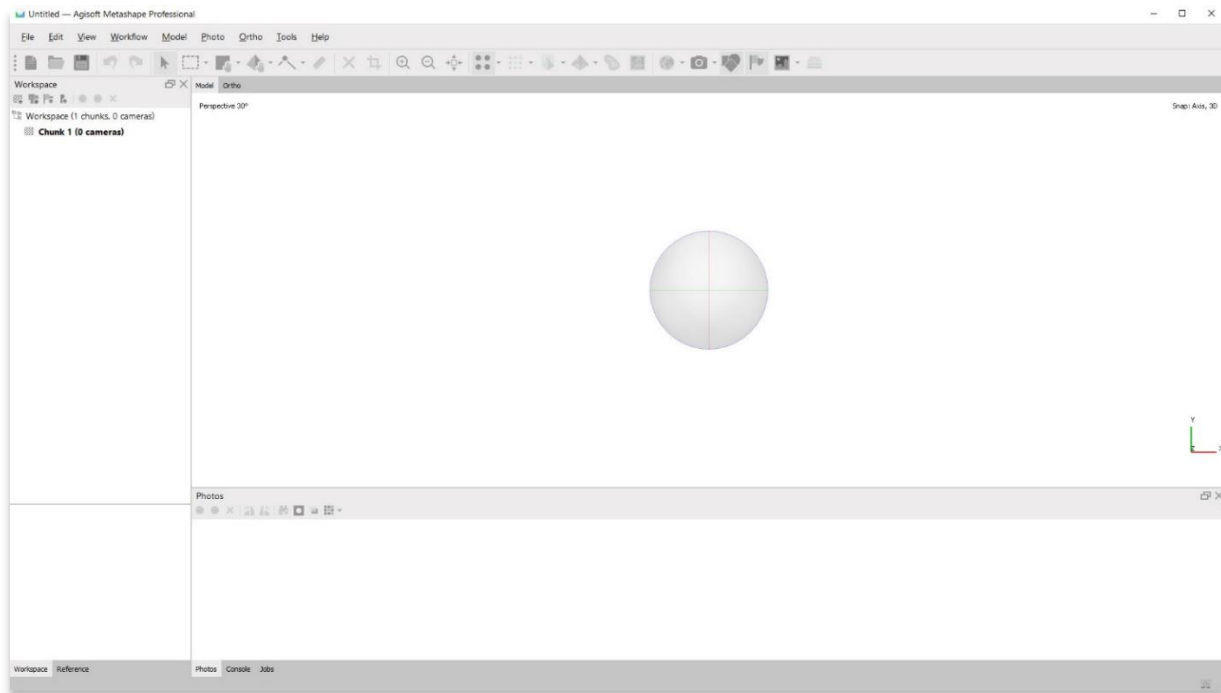 Untitled — Agisoft Metashape Professional
File Edit View Workflow Model Photo Ortho Tools Help
Workspace
Model Ortho
Perspective 30°
Snap: Axis, 3D
Workspace (1 chunks, 0 cameras)
Chunk 1 (0 cameras)
Y
X
Z
Photos
Workspace Reference
Photos Console Jobs